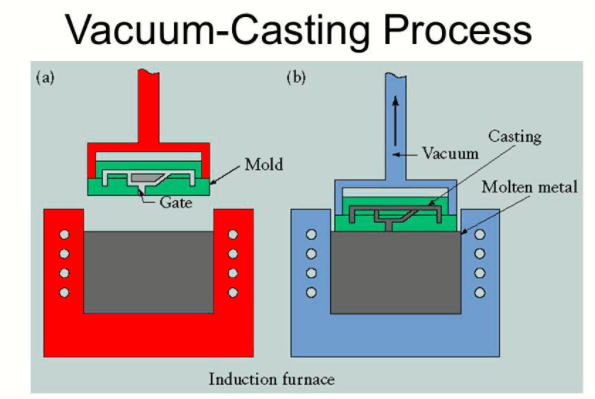 Vacuum-Casting Process
(a)
Mold
Gate
(b)
Casting
Vacuum
Molten metal
Induction furnace